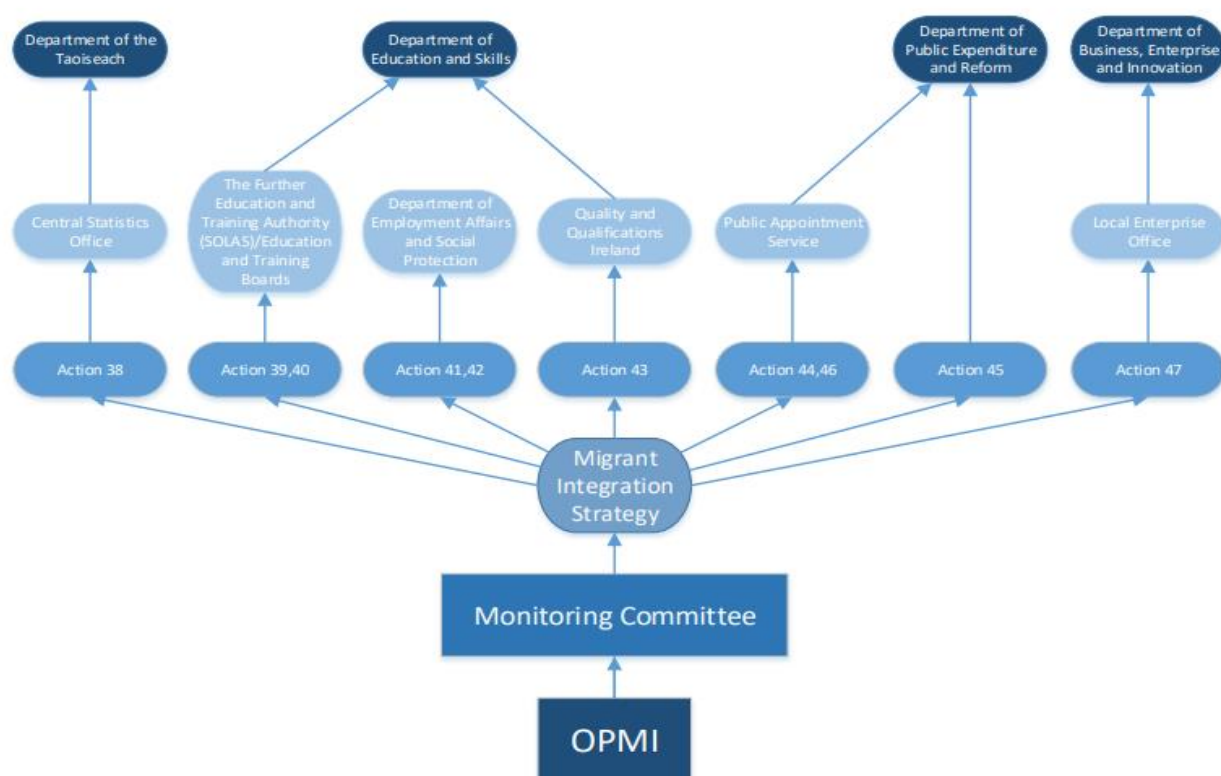 Department of the
Taoiseach
Department of
Education and Skills
Department of
Public Expenditure
and Reform
Department of
Business, Enterprise
and Innovation
Central Statistics
Office
The Further
Education and
Training Authority
(SOLAS)/Education
and Training
Boards
Department of
Employment Affairs
and Social
Protection
Quality and
Qualifications
Ireland
Public Appointment
Service
Local Enterprise
Office
Action 38
Action 39,40
Action 41,42
Action 43
Action 44,46
Action 45
Action 47
Migrant
Integration
Strategy
Monitoring Committee
OPMI